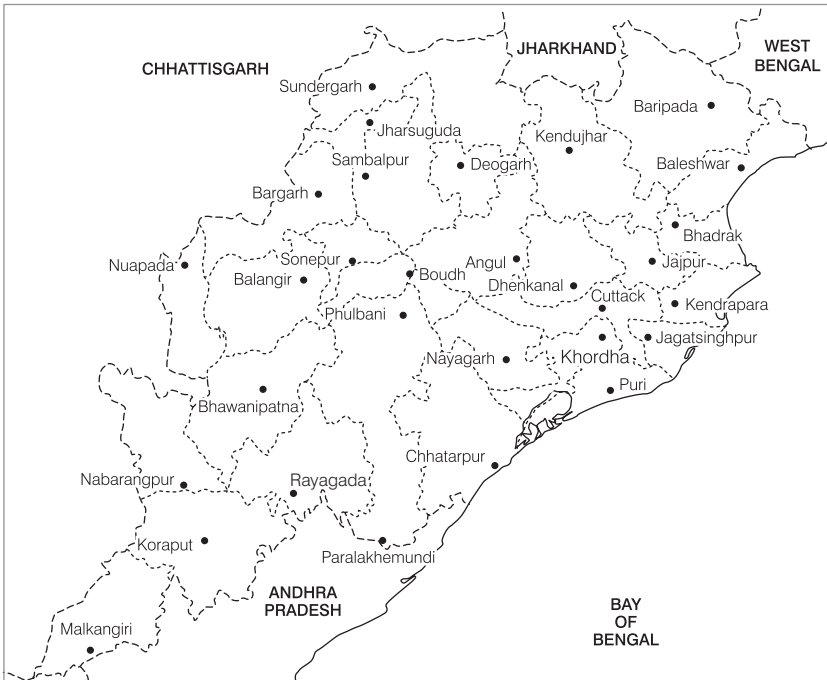 CHHATTISGARH
JHARKHAND
WEST
BENGAL
Sundergarh
Baripada
Jharsuguda
Kendujhar
Sambalpur
Deogarh
Baleshwar
Bargarh
Bhadrak
Nuapada
Sonepur
Angul
Jajpur
Balangir
Boudh
Dhenkanal
Cuttack
Kendrapara
Phulbani
Jagatsinghpur
Nayagarh
Khordha
Puri
Bhawanipatna
Chhatarpur
Nabarangpur
Rayagada
Koraput
Paralakhemundi
ANDHRA
PRADESH
BAY
OF
BENGAL
Malkangiri